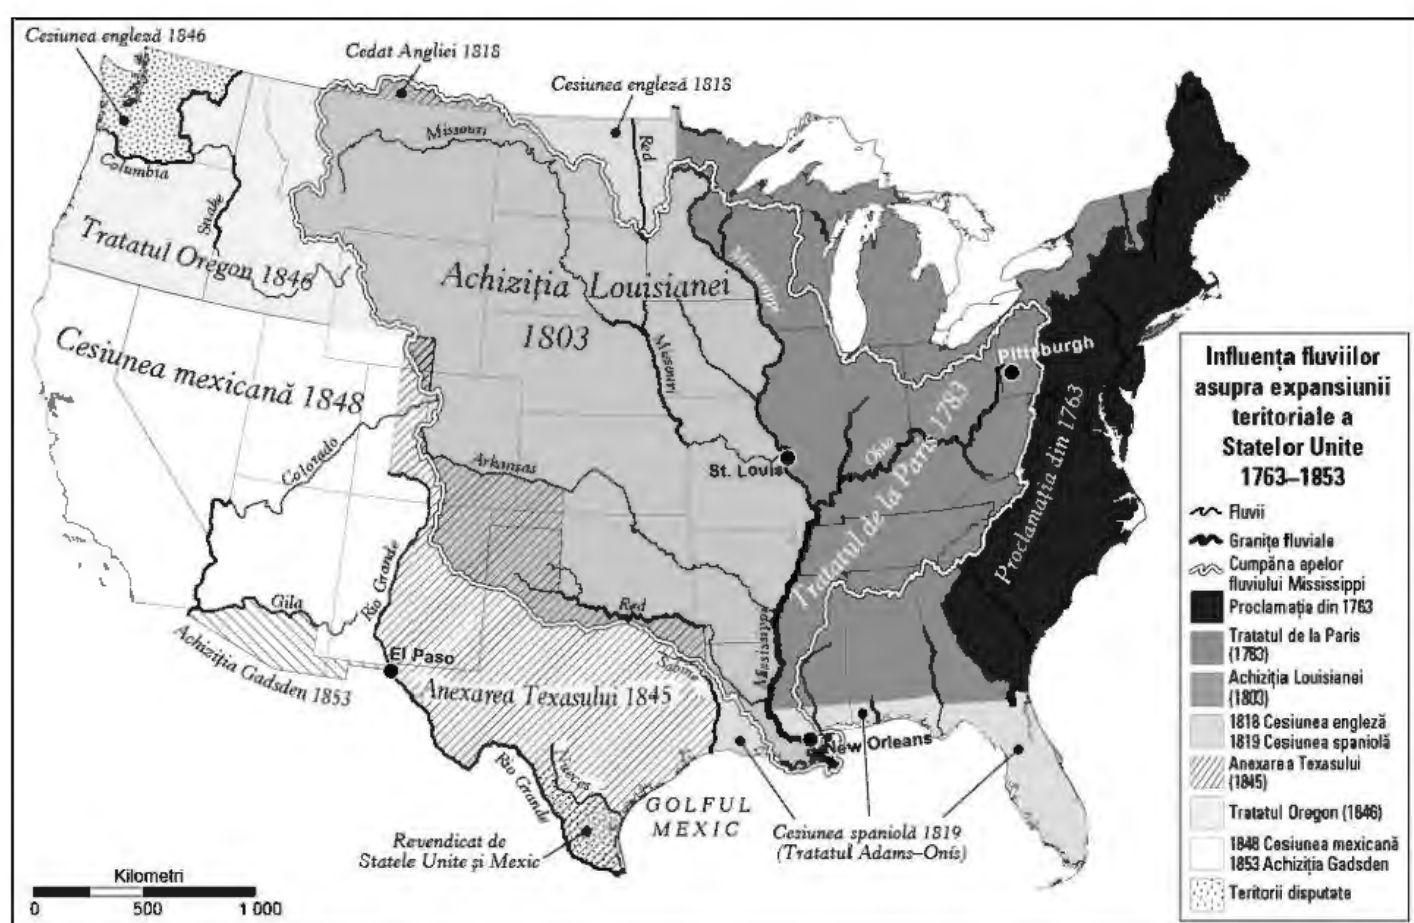 Cesiunea engleză 1846
Cedat Angliei 1818
Cesiunea engleză 1818
Missouri
Red
Columbia
Snake
Tratatul Oregon 1846
Achiziția Louisianei
1803
Mississippi
Missouri
Cesiunea mexicană 1848
Colorado
Arkansas
St. Louis
Ohio
Pittsburgh
Tratatul de la Paris 1783
Proclamația din 1763
Rio Grande
Gila
Red
Mississippi
Sabine
El Paso
Achiziția Gadsden 1853
Anexarea Texasului 1845
New Orleans
Rio Grande
Nueces
GOLFUL
MEXIC
Revendicat de
Statele Unite și Mexic
Cesiunea spaniolă 1819
(Tratatul Adams–Onís)
Kilometri
0 500 1 000
Influența fluviilor
asupra expansiunii
teritoriale a
Statelor Unite
1763–1853
Fluvii
Granițe fluviale
Cumpăna apelor
fluviului Mississippi
Proclamația din 1763
Tratatul de la Paris
(1783)
Achiziția Louisianei
(1803)
1818 Cesiunea engleză
1819 Cesiunea spaniolă
Anexarea Texasului
(1845)
Tratatul Oregon (1846)
1848 Cesiunea mexicană
1853 Achiziția Gadsden
Teritorii disputate